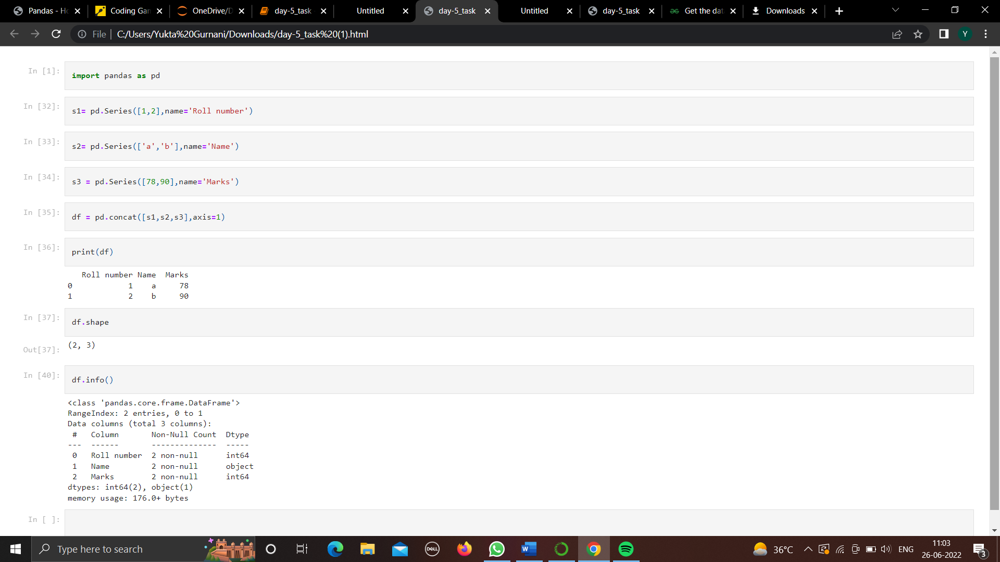 Pandas - Ho
Coding Gan
OneDrive/D
day-5_task
Untitled
day-5_task
Untitled
day-5_task
Get the dat
Downloads
File | C:/Users/Yukta%20Gurnani/Downloads/day-5_task%20(1).html
Y
In [1]: import pandas as pd
In [32]: s1= pd.Series([1,2],name='Roll number')
In [33]: s2= pd.Series(['a','b'],name='Name')
In [34]: s3 = pd.Series([78,90],name='Marks')
In [35]: df = pd.concat([s1,s2,s3],axis=1)
In [36]: print(df)
   Roll number Name  Marks
0            1    a     78
1            2    b     90
In [37]: df.shape
Out[37]: (2, 3)
In [40]: df.info()
<class 'pandas.core.frame.DataFrame'>
RangeIndex: 2 entries, 0 to 1
Data columns (total 3 columns):
 #   Column       Non-Null Count  Dtype
---  ------       --------------  -----
 0   Roll number  2 non-null      int64
 1   Name         2 non-null      object
 2   Marks        2 non-null      int64
dtypes: int64(2), object(1)
memory usage: 176.0+ bytes
In [ ]:
Type here to search
DELL
W
36°C
ENG
11:03
26-06-2022
3